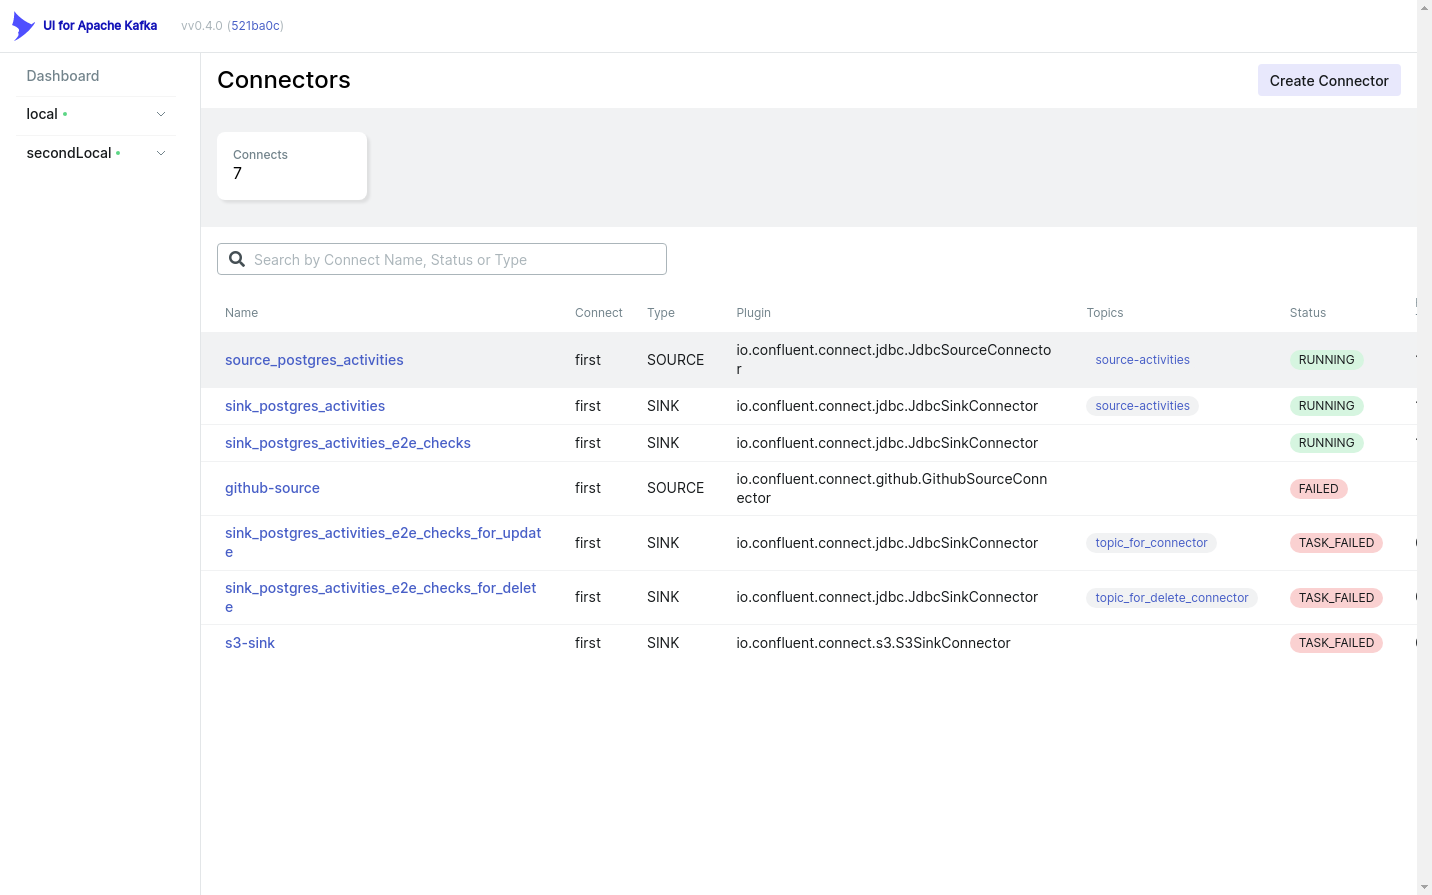 UI for Apache Kafka
vv0.4.0 (521ba0c)
Dashboard
local
secondLocal
Connectors
Create Connector
Connects
7
Search by Connect Name, Status or Type
Name Connect Type Plugin Topics Status
source_postgres_activities first SOURCE io.confluent.connect.jdbc.JdbcSourceConnecto
r source-activities RUNNING
sink_postgres_activities first SINK io.confluent.connect.jdbc.JdbcSinkConnector source-activities RUNNING
sink_postgres_activities_e2e_checks first SINK io.confluent.connect.jdbc.JdbcSinkConnector RUNNING
github-source first SOURCE io.confluent.connect.github.GithubSourceConn
ector FAILED
sink_postgres_activities_e2e_checks_for_updat
e first SINK io.confluent.connect.jdbc.JdbcSinkConnector topic_for_connector TASK_FAILED
sink_postgres_activities_e2e_checks_for_delet
e first SINK io.confluent.connect.jdbc.JdbcSinkConnector topic_for_delete_connector TASK_FAILED
s3-sink first SINK io.confluent.connect.s3.S3SinkConnector TASK_FAILED